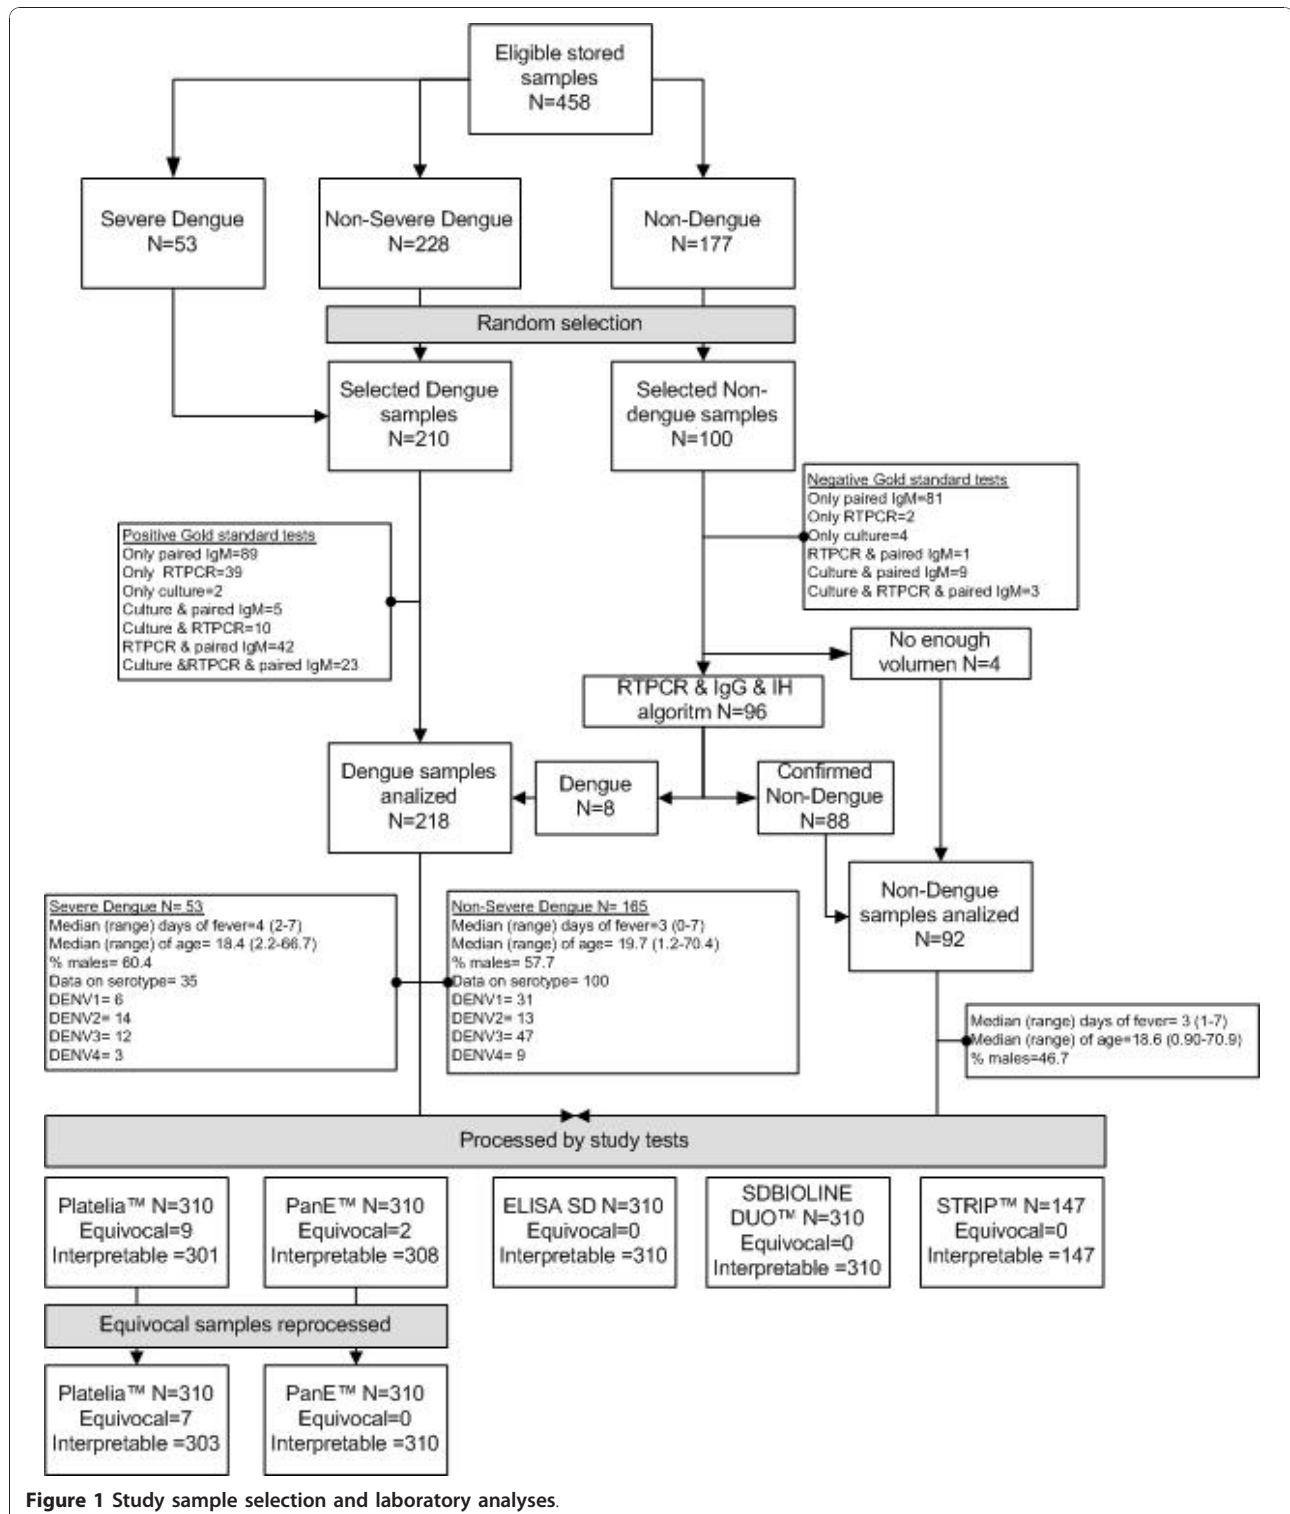 Eligible stored
samples
N=458
Severe Dengue
N=53
Non-Severe Dengue
N=228
Non-Dengue
N=177
Random selection
Selected Dengue
samples
N=210
Selected Non-
dengue samples
N=100
Negative Gold standard tests
Only paired IgM=81
Only RTPCR=2
Only culture=4
RTPCR & paired IgM=1
Culture & paired IgM=9
Culture & RTPCR & paired IgM=3
Positive Gold standard tests
Only paired IgM=89
Only RTPCR=39
Only culture=2
Culture & paired IgM=5
Culture & RTPCR=10
RTPCR & paired IgM=42
Culture &RTPCR & paired IgM=23
No enough
volumen N=4
RTPCR & IgG & IH
algoritm N=96
Dengue samples
analized
N=218
Dengue
N=8
Confirmed
Non-Dengue
N=88
Non-Dengue
samples analized
N=92
Severe Dengue N= 53
Median (range) days of fever=4 (2-7)
Median (range) of age= 18.4 (2.2-66.7)
% males= 60.4
Data on serotype= 35
DENV1= 6
DENV2= 14
DENV3= 12
DENV4= 3
Non-Severe Dengue N= 165
Median (range) days of fever=3 (0-7)
Median (range) of age= 19.7 (1.2-70.4)
% males= 57.7
Data on serotype= 100
DENV1= 31
DENV2= 13
DENV3= 47
DENV4= 9
Median (range) days of fever= 3 (1-7)
Median (range) of age=18.6 (0.90-70.9)
% males=46.7
Processed by study tests
Platelia™ N=310
Equivocal=9
Interpretable =301
PanE™ N=310
Equivocal=2
Interpretable =308
ELISA SD N=310
Equivocal=0
Interpretable =310
SDBIOLINE
DUO™ N=310
Equivocal=0
Interpretable =310
STRIP™ N=147
Equivocal=0
Interpretable =147
Equivocal samples reprocessed
Platelia™ N=310
Equivocal=7
Interpretable =303
PanE™ N=310
Equivocal=0
Interpretable =310
Figure 1 Study sample selection and laboratory analyses.